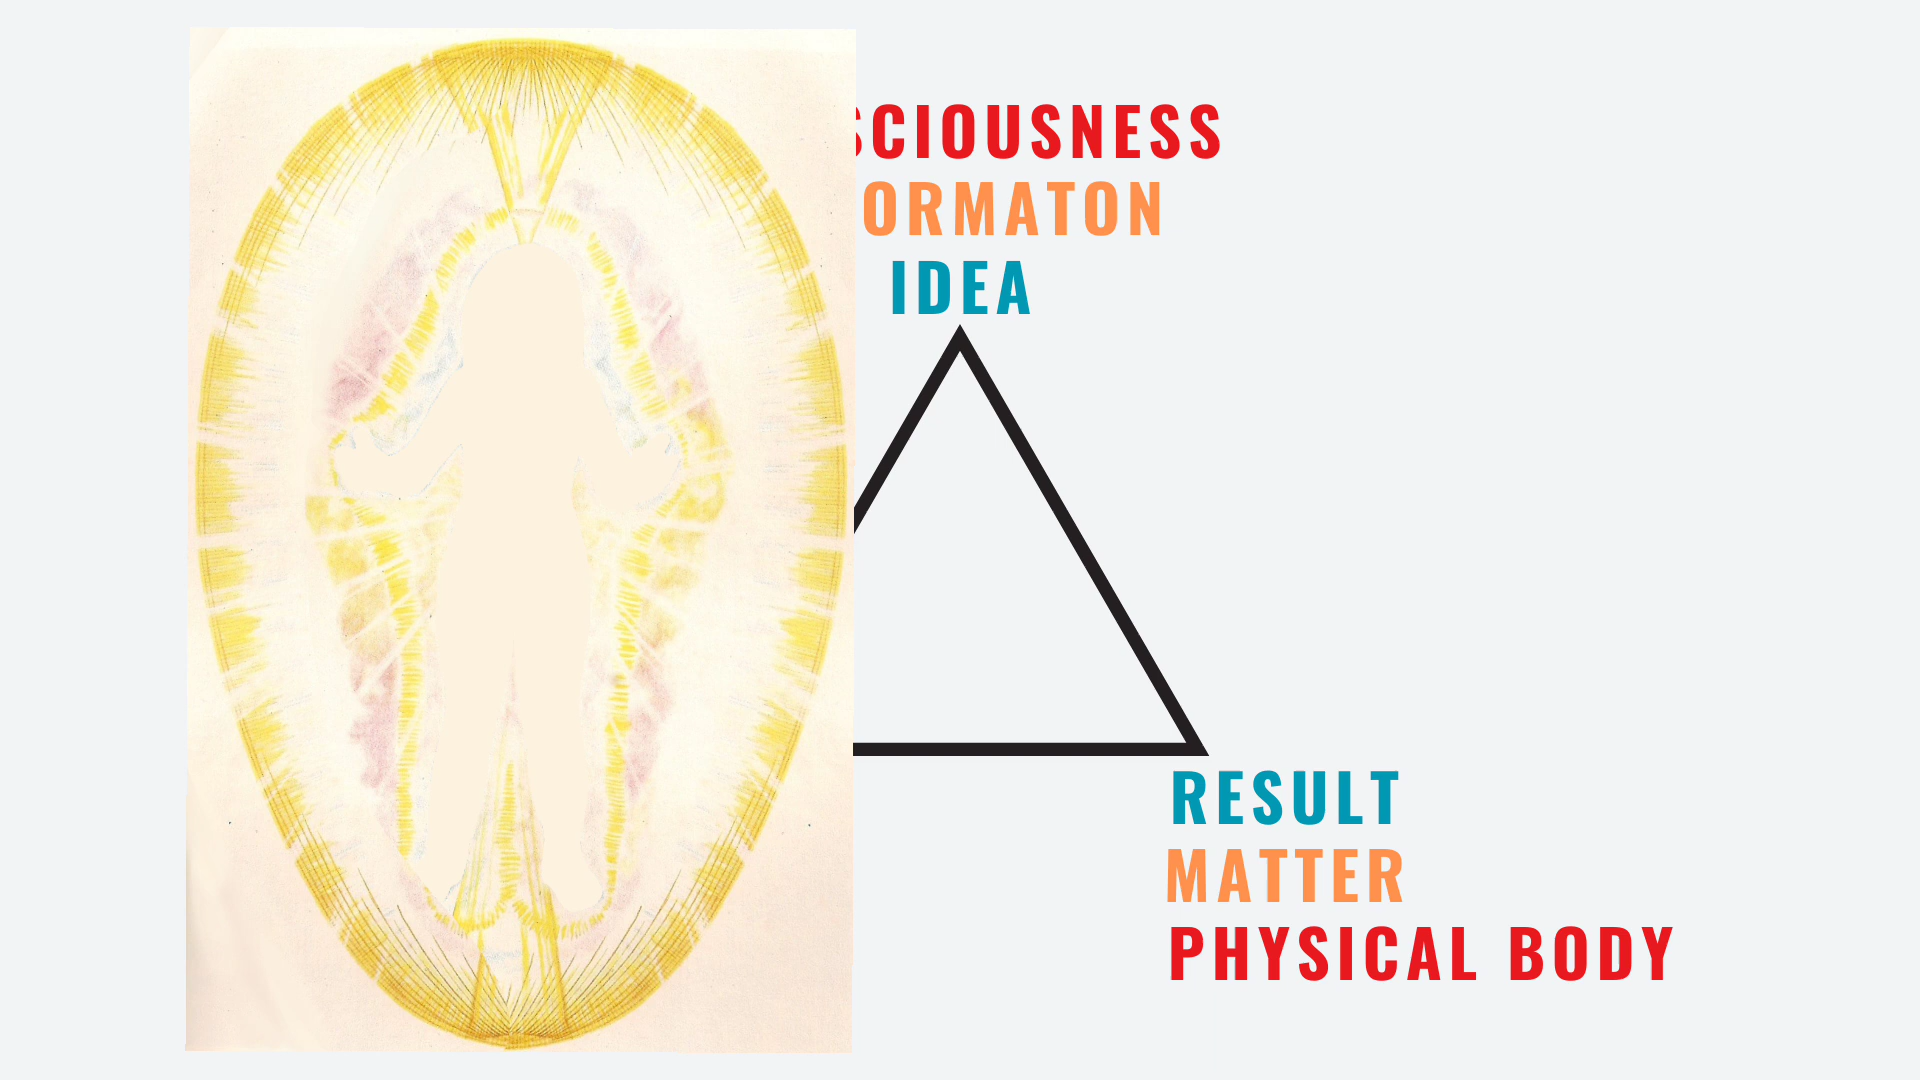 SCIOUSNESS
ORMATON
IDEA
RESULT
MATTER
PHYSICAL BODY